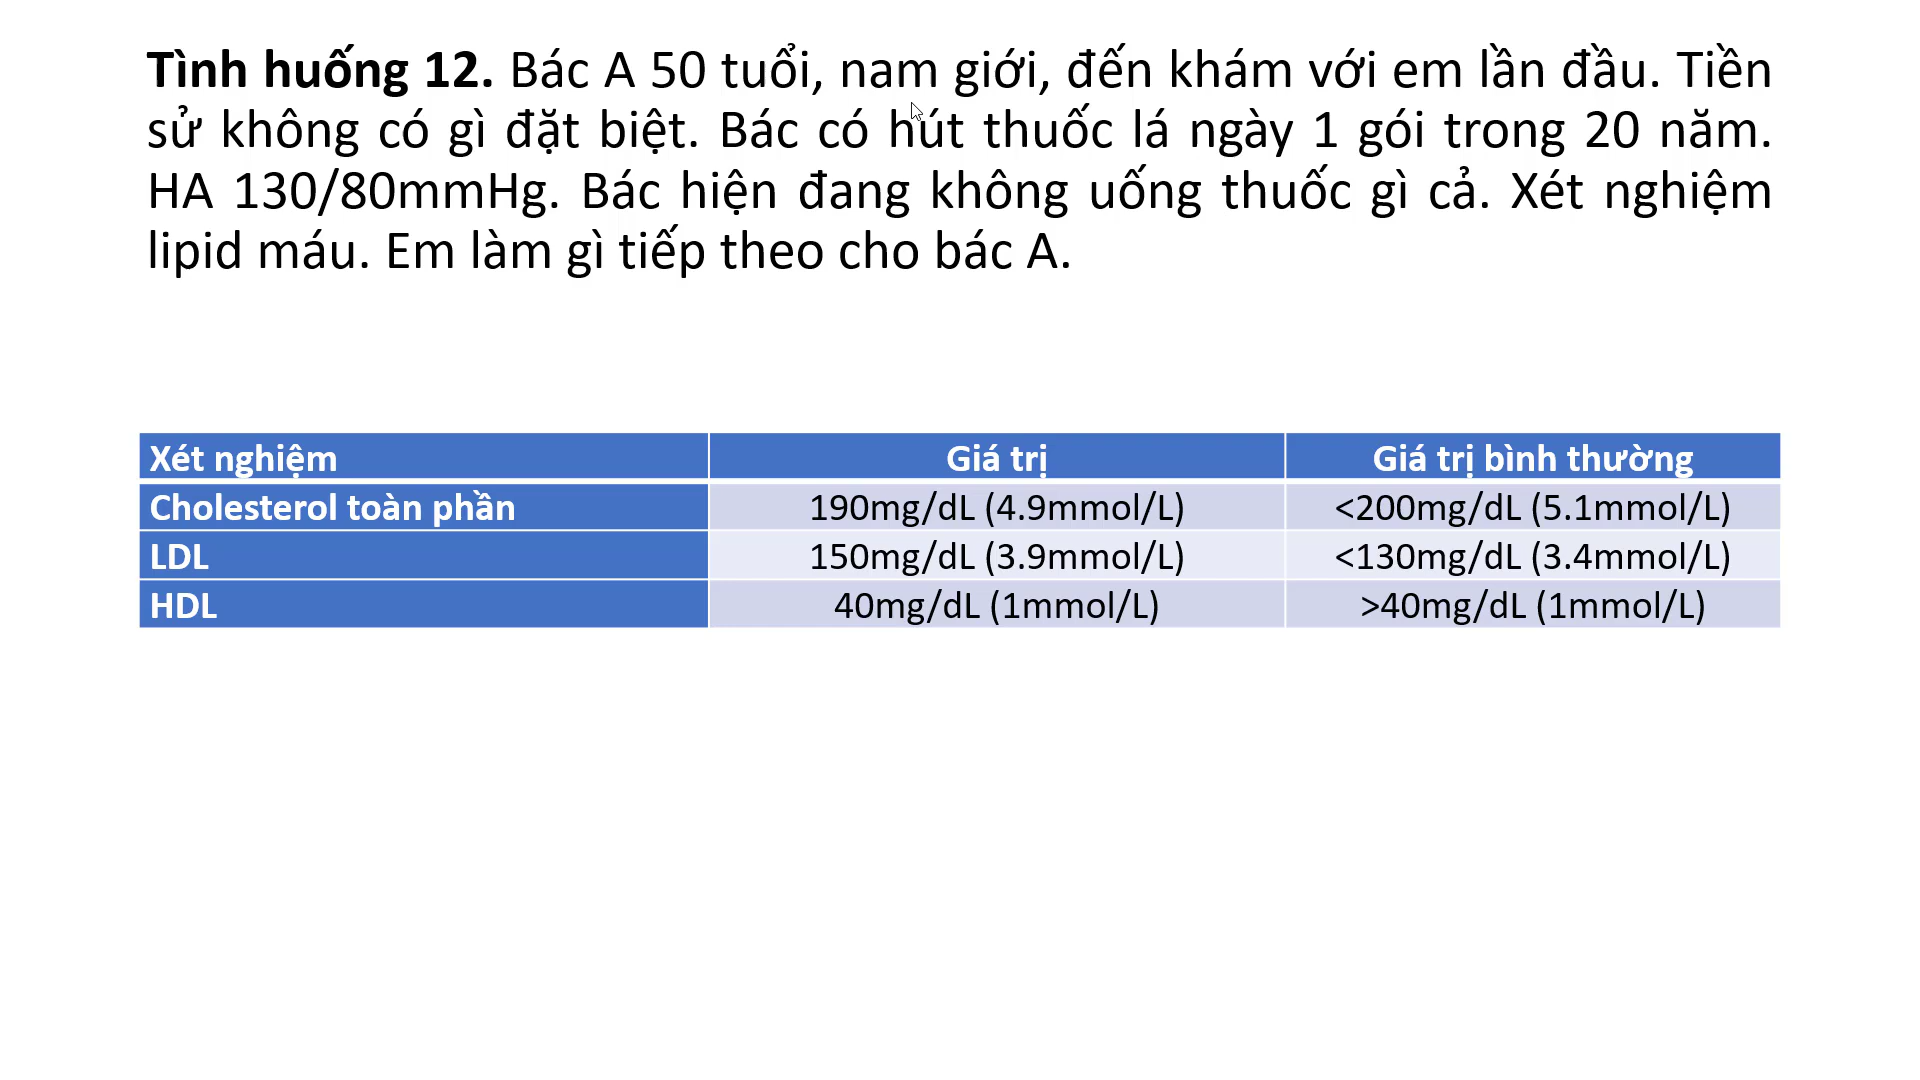 Tình huống 12. Bác A 50 tuổi, nam giới, đến khám với em lần đầu. Tiền
sử không có gì đặt biệt. Bác có hút thuốc lá ngày 1 gói trong 20 năm.
HA 130/80mmHg. Bác hiện đang không uống thuốc gì cả. Xét nghiệm
lipid máu. Em làm gì tiếp theo cho bác A.
Xét nghiệm Giá trị Giá trị bình thường
Cholesterol toàn phần 190mg/dL (4.9mmol/L) <200mg/dL (5.1mmol/L)
LDL 150mg/dL (3.9mmol/L) <130mg/dL (3.4mmol/L)
HDL 40mg/dL (1mmol/L) >40mg/dL (1mmol/L)